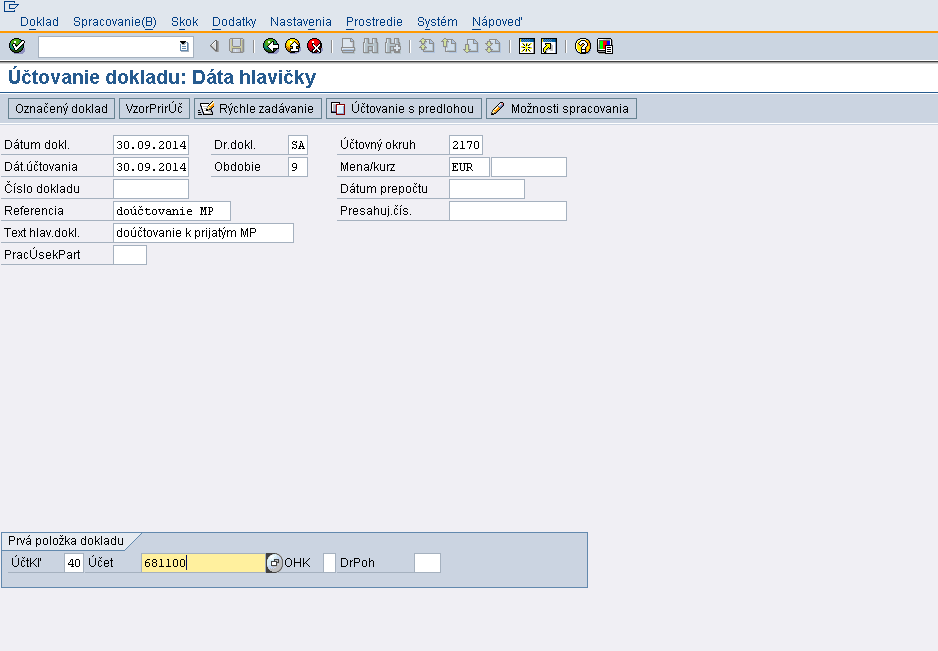 Doklad Spracovanie(B) Skok Dodatky Nastavenia Prostredie Systém Nápoveď
Účtovanie dokladu: Dáta hlavičky
Označený doklad VzorPrirÚč Rýchle zadávanie Účtovanie s predlohou Možnosti spracovania
Dátum dokl. 30.09.2014 Dr.dokl. SA Účtovný okruh 2170
Dát.účtovania 30.09.2014 Obdobie 9 Mena/kurz EUR
Číslo dokladu Dátum prepočtu
Referencia doúčtovanie MP Presahuj.čís.
Text hlav.dokl. doúčtovanie k prijatým MP
PracÚsekPart
Prvá položka dokladu
ÚčtKľ 40 Účet 681100 OHK DrPoh